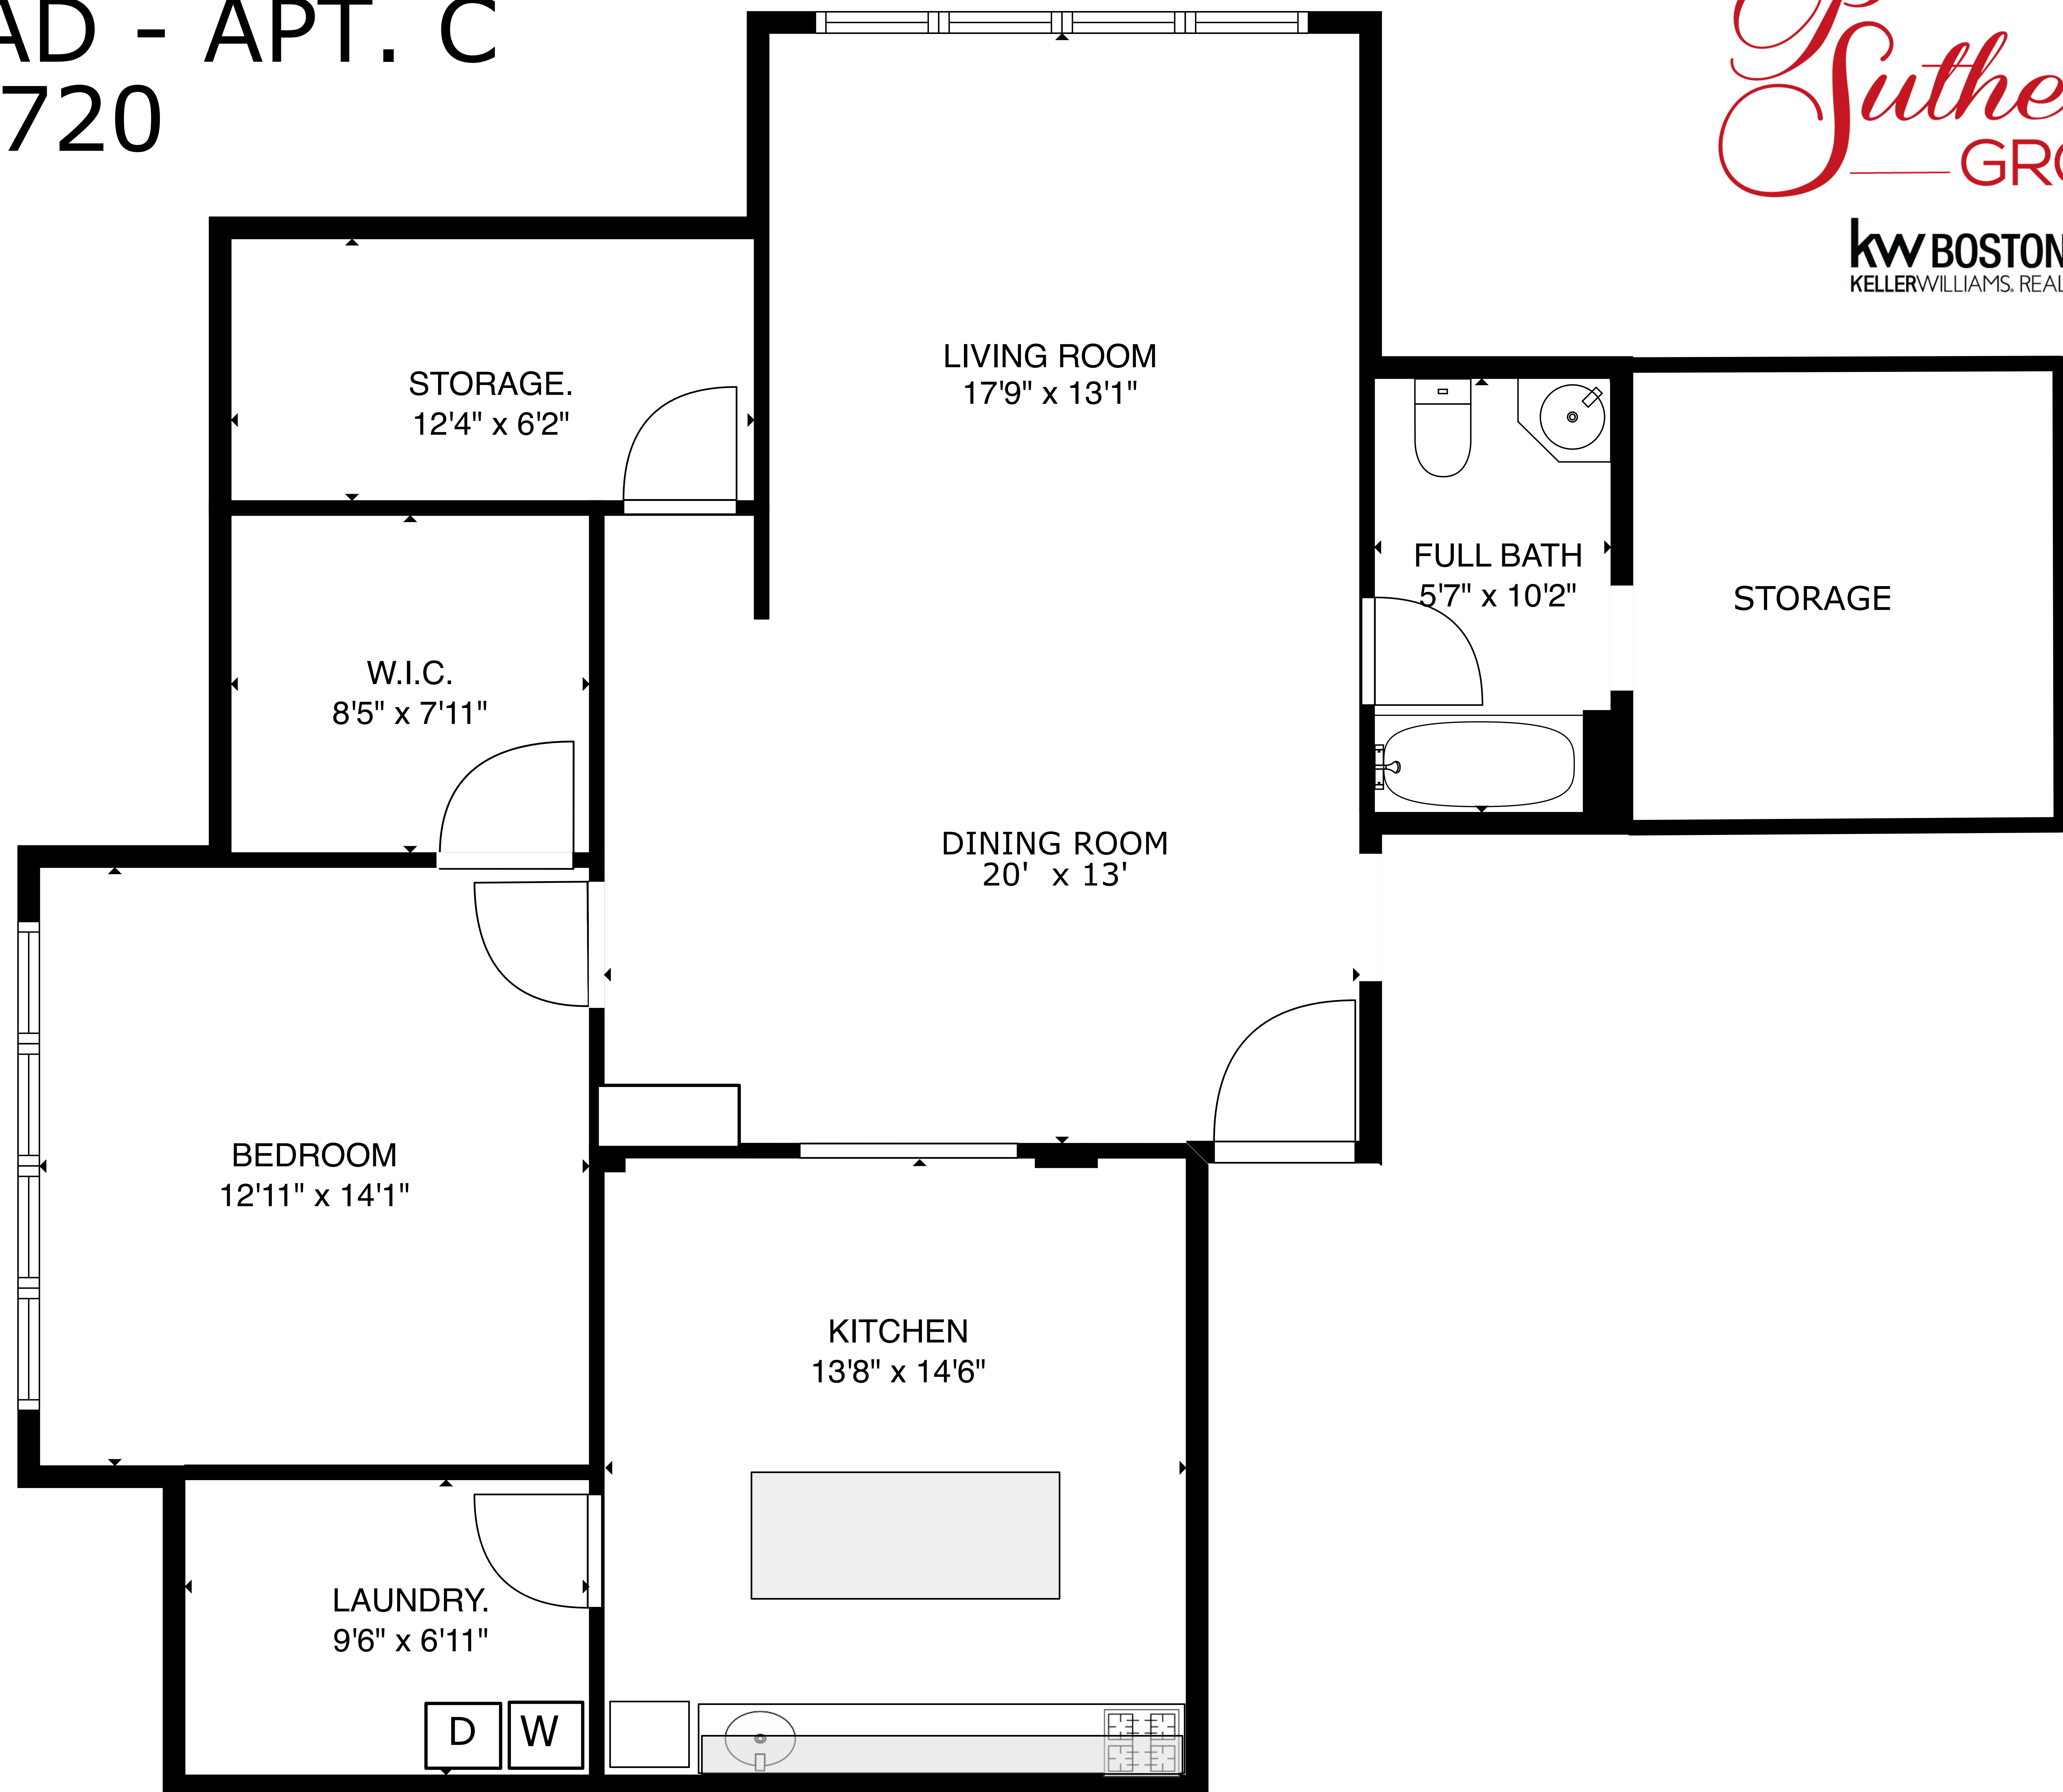 AD - APT. C
720
Suthe
GRO
kw BOSTON
KELLERWILLIAMS. REAL
LIVING ROOM
17'9" x 13'1"
STORAGE.
12'4" x 6'2"
FULL BATH
5'7" x 10'2"
STORAGE
W.I.C.
8'5" x 7'11"
DINING ROOM
20' x 13'
BEDROOM
12'11" x 14'1"
KITCHEN
13'8" x 14'6"
LAUNDRY.
9'6" x 6'11"
D W